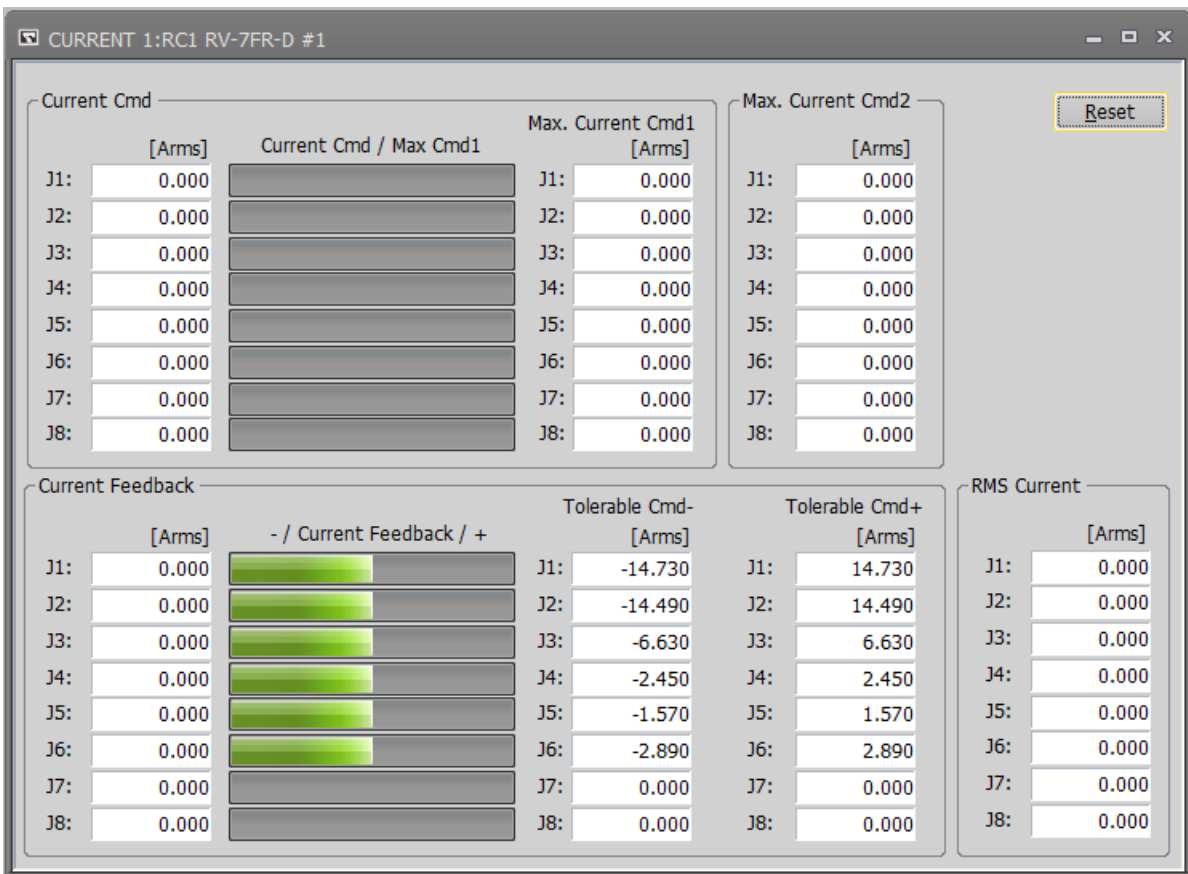 CURRENT 1:RC1 RV-7FR-D #1
Current Cmd
[Arms] Current Cmd / Max Cmd1 Max. Current Cmd1 [Arms]
J1: 0.000 J1: 0.000
J2: 0.000 J2: 0.000
J3: 0.000 J3: 0.000
J4: 0.000 J4: 0.000
J5: 0.000 J5: 0.000
J6: 0.000 J6: 0.000
J7: 0.000 J7: 0.000
J8: 0.000 J8: 0.000
Max. Current Cmd2
[Arms]
J1: 0.000
J2: 0.000
J3: 0.000
J4: 0.000
J5: 0.000
J6: 0.000
J7: 0.000
J8: 0.000
Reset
Current Feedback
Tolerable Cmd- Tolerable Cmd+
[Arms] - / Current Feedback / + [Arms] [Arms]
J1: 0.000 J1: -14.730 J1: 14.730
J2: 0.000 J2: -14.490 J2: 14.490
J3: 0.000 J3: -6.630 J3: 6.630
J4: 0.000 J4: -2.450 J4: 2.450
J5: 0.000 J5: -1.570 J5: 1.570
J6: 0.000 J6: -2.890 J6: 2.890
J7: 0.000 J7: 0.000 J7: 0.000
J8: 0.000 J8: 0.000 J8: 0.000
RMS Current
[Arms]
J1: 0.000
J2: 0.000
J3: 0.000
J4: 0.000
J5: 0.000
J6: 0.000
J7: 0.000
J8: 0.000